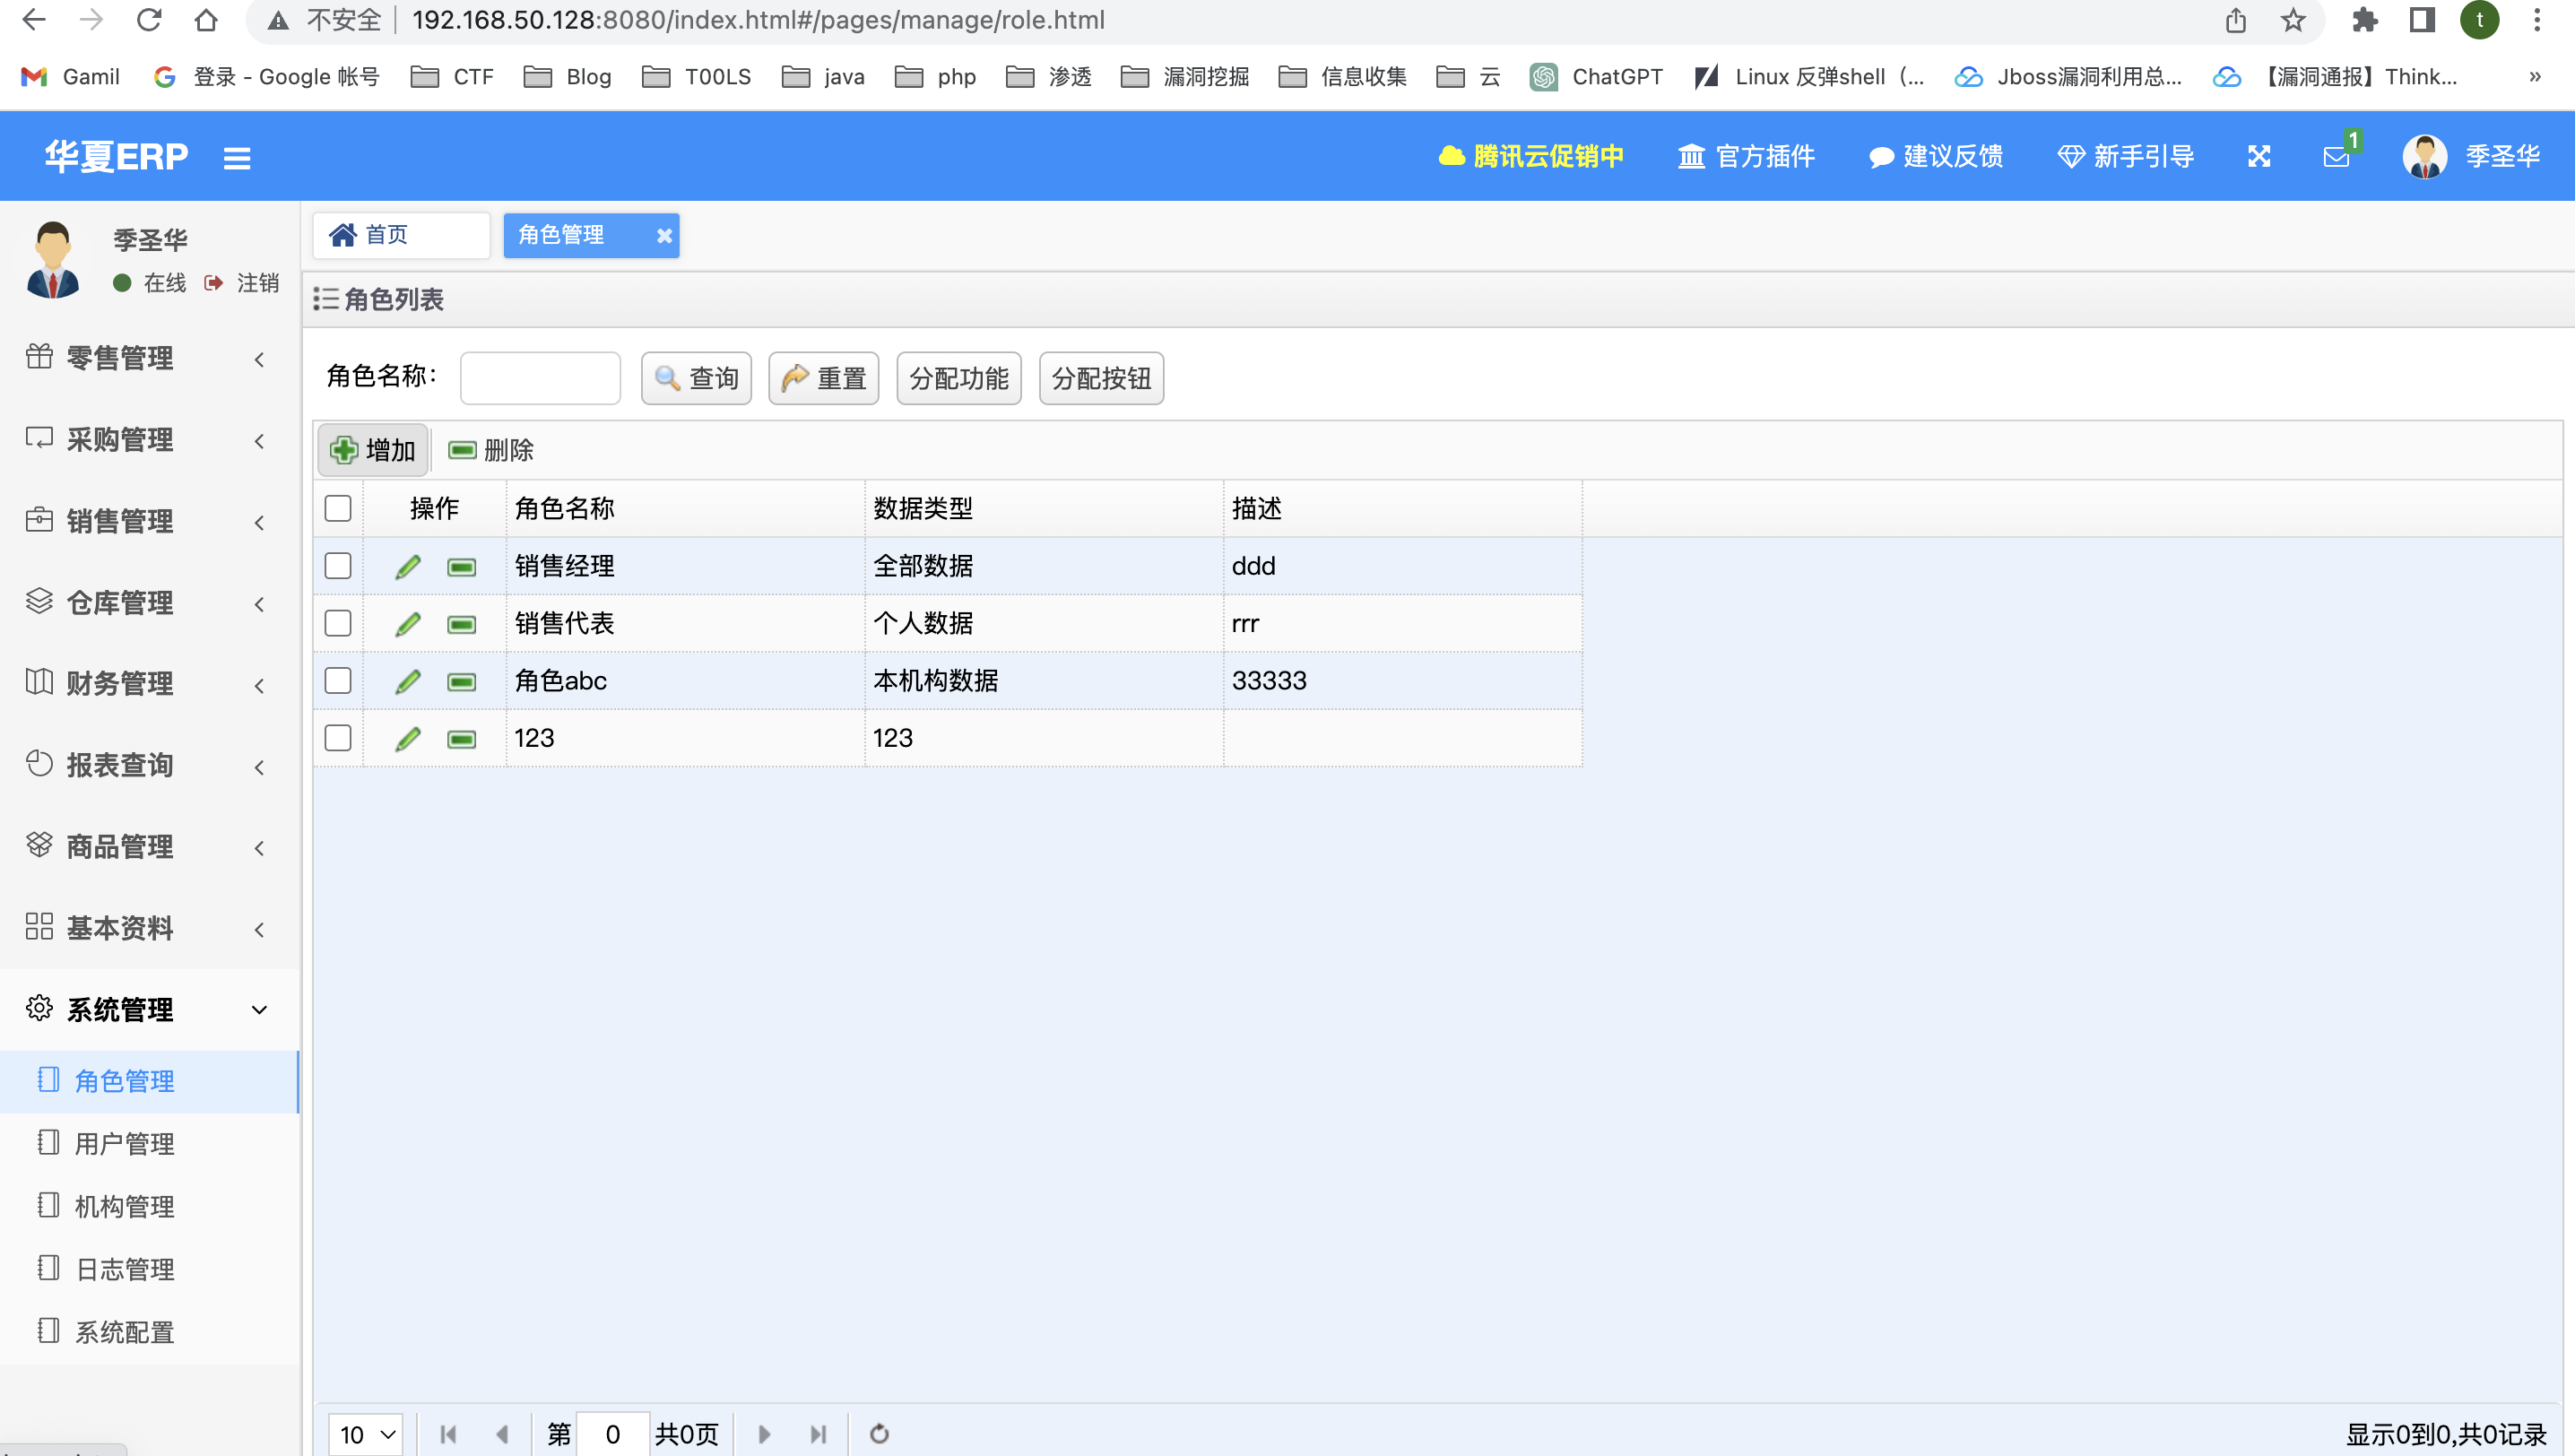 不安全 192.168.50.128:8080/index.html#/pages/manage/role.html t
Gamil 登录 - Google 帐号 CTF Blog T00LS java php 渗透 漏洞挖掘 信息收集 云 ChatGPT Linux 反弹shell（... Jboss漏洞利用总... 【漏洞通报】Think... »
华夏ERP 腾讯云促销中 官方插件 建议反馈 新手引导 1 季圣华
季圣华
在线 注销
零售管理
采购管理
销售管理
仓库管理
财务管理
报表查询
商品管理
基本资料
系统管理
角色管理
用户管理
机构管理
日志管理
系统配置
首页 角色管理
角色列表
角色名称： 查询 重置 分配功能 分配按钮
增加 删除
操作 角色名称 数据类型 描述
销售经理 全部数据 ddd
销售代表 个人数据 rrr
角色abc 本机构数据 33333
123 123
10 第 0 共0页 显示0到0,共0记录